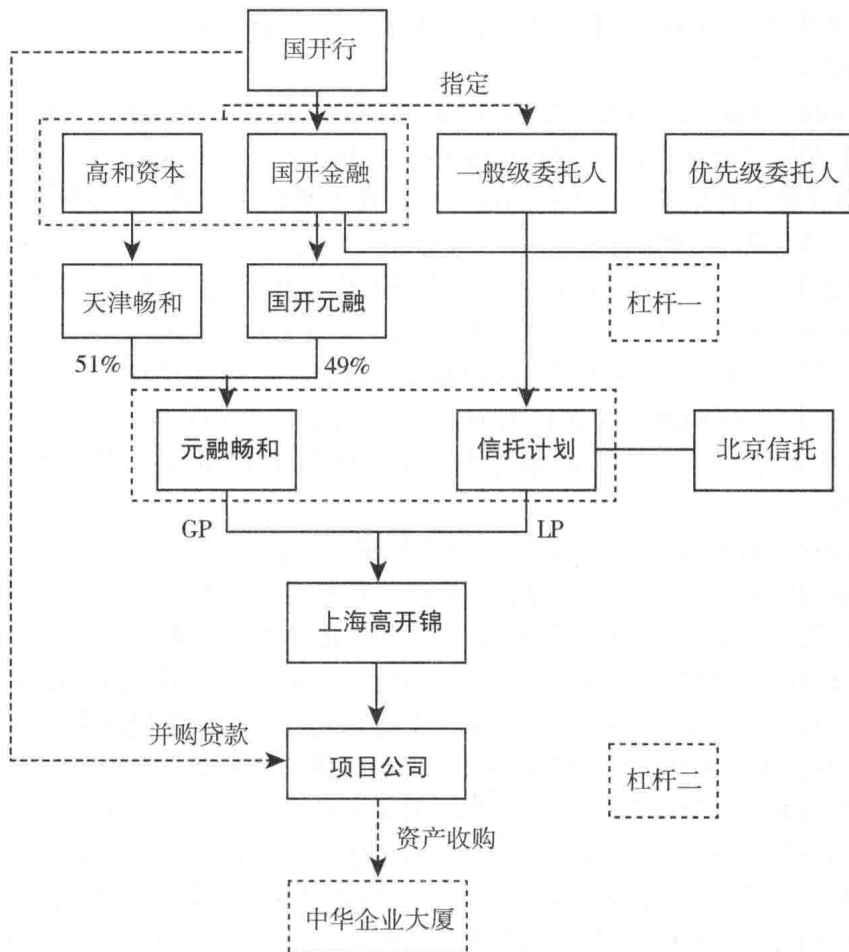 国开行
指定
高和资本
国开金融
一般级委托人
优先级委托人
天津畅和
国开元融
杠杆一
51%
49%
元融畅和
信托计划
北京信托
GP
LP
上海高开锦
并购贷款
项目公司
杠杆二
资产收购
中华企业大厦